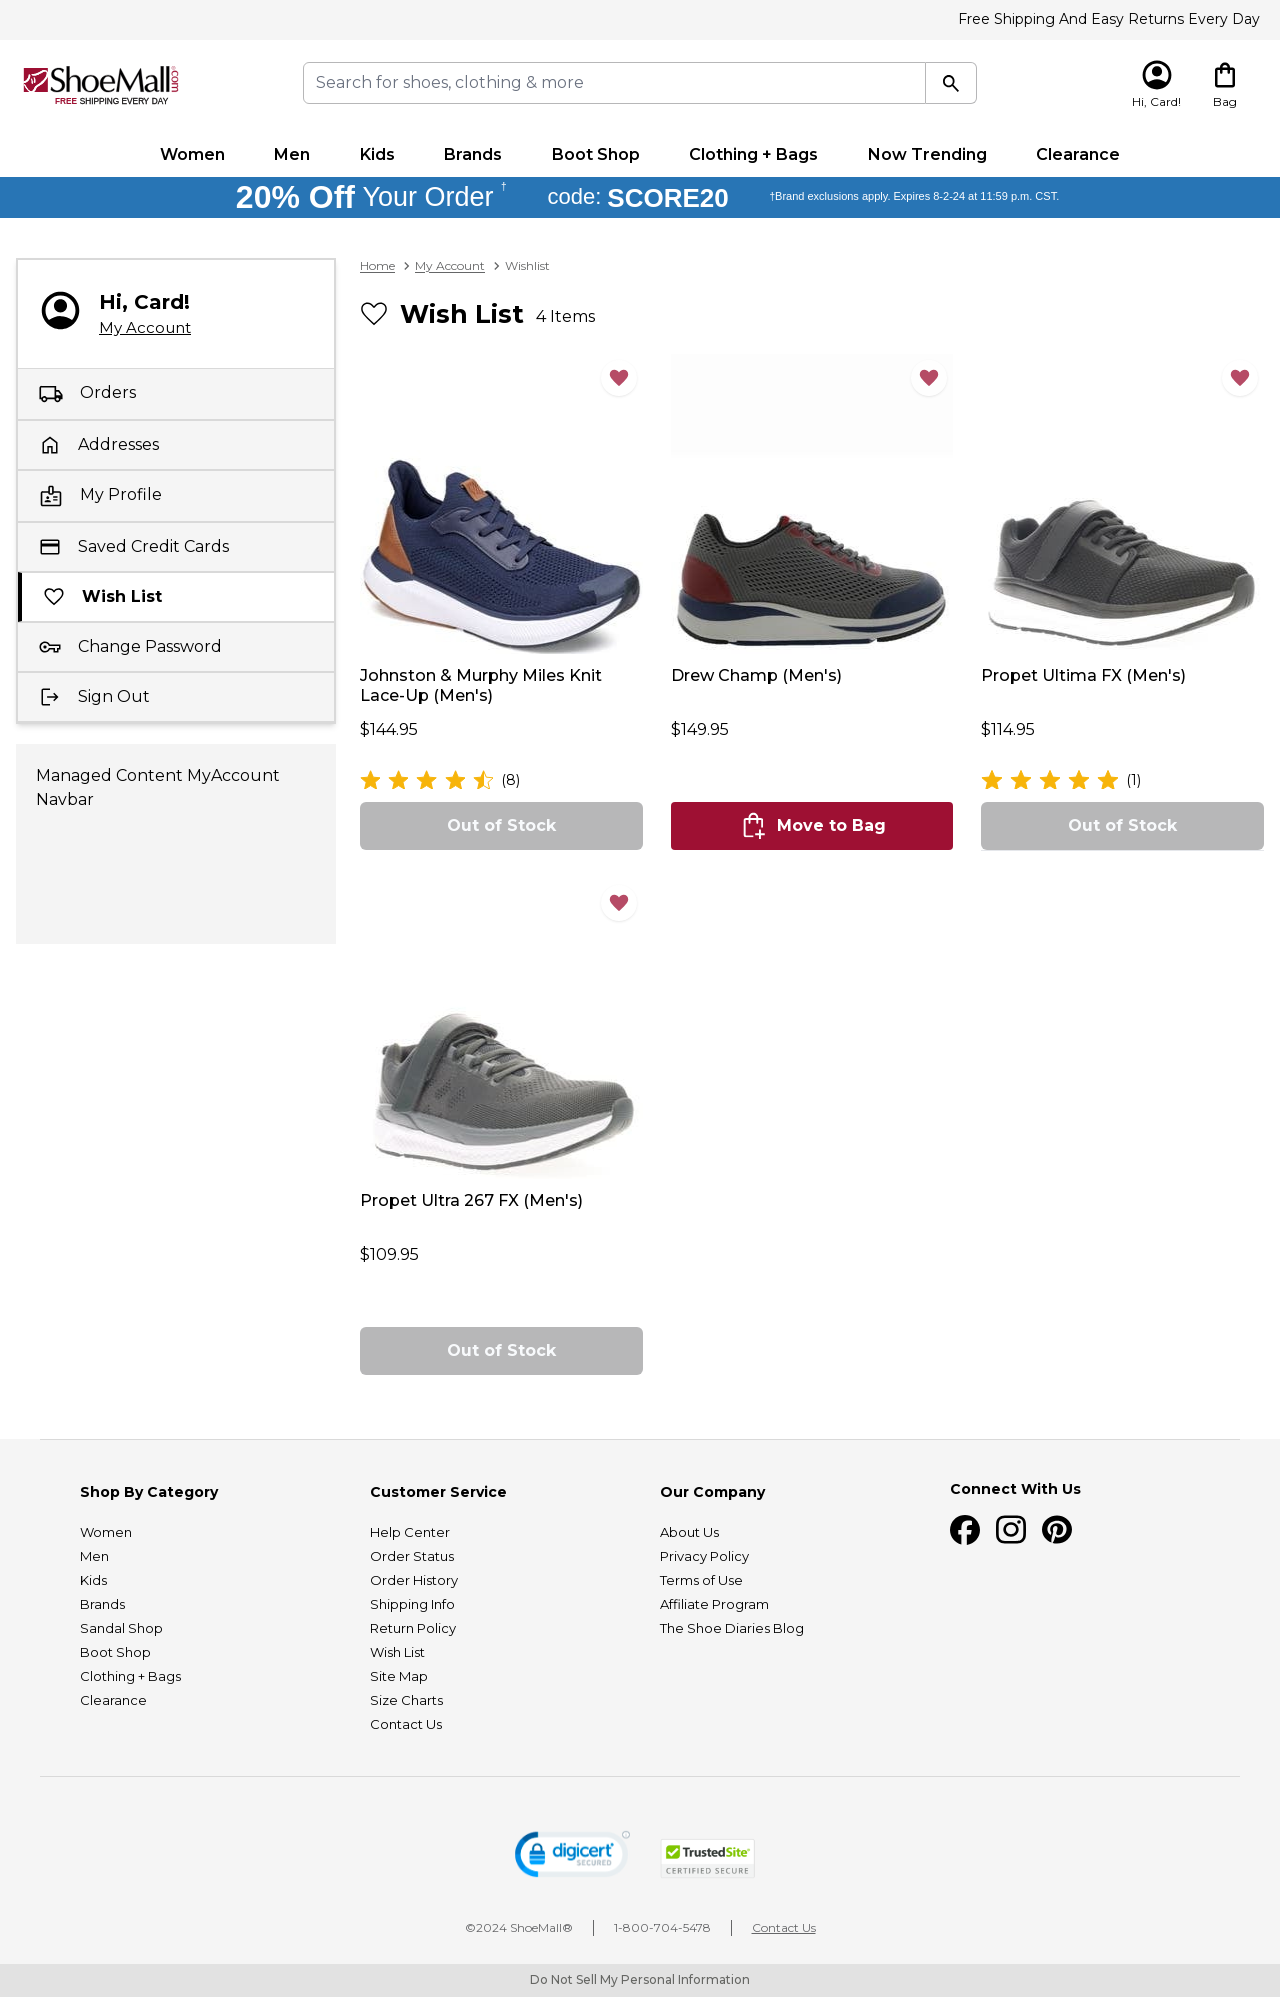 Free Shipping And Easy Returns Every Day
ShoeMall.com
FREE SHIPPING EVERY DAY
Search for shoes, clothing & more
Hi, Card!
Bag
Women Men Kids Brands Boot Shop Clothing + Bags Now Trending Clearance
20% Off Your Order † code: SCORE20 †Brand exclusions apply. Expires 8-2-24 at 11:59 p.m. CST.
Home My Account Wishlist
Hi, Card!
My Account
Orders
Addresses
My Profile
Saved Credit Cards
Wish List
Change Password
Sign Out
Managed Content MyAccount
Navbar
Wish List 4 Items
Johnston & Murphy Miles Knit
Lace-Up (Men's)
$144.95
(8)
Out of Stock
Drew Champ (Men's)
$149.95
Move to Bag
Propet Ultima FX (Men's)
$114.95
(1)
Out of Stock
Propet Ultra 267 FX (Men's)
$109.95
Out of Stock
Shop By Category
Women
Men
Kids
Brands
Sandal Shop
Boot Shop
Clothing + Bags
Clearance
Customer Service
Help Center
Order Status
Order History
Shipping Info
Return Policy
Wish List
Site Map
Size Charts
Contact Us
Our Company
About Us
Privacy Policy
Terms of Use
Affiliate Program
The Shoe Diaries Blog
Connect With Us
digicert
SECURED
TrustedSite
CERTIFIED SECURE
©2024 ShoeMall® 1-800-704-5478 Contact Us
Do Not Sell My Personal Information